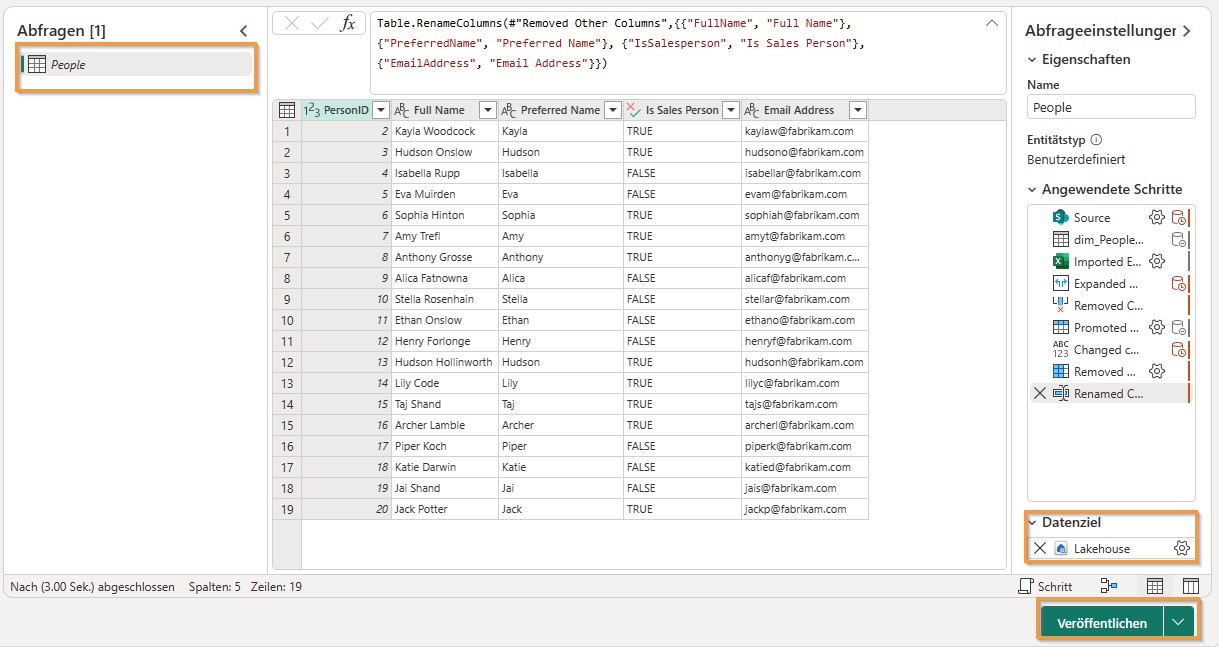 Abfragen [1]
People
fx
Table.RenameColumns(#"Removed Other Columns",{{"FullName", "Full Name"},
{"PreferredName", "Preferred Name"}, {"IsSalesperson", "Is Sales Person"},
{"EmailAddress", "Email Address"}})
123 PersonID ABC Full Name ABC Preferred Name Is Sales Person ABC Email Address
1 2 Kayla Woodcock Kayla TRUE kaylaw@fabrikam.com
2 3 Hudson Onslow Hudson TRUE hudsono@fabrikam.com
3 4 Isabella Rupp Isabella FALSE isabellar@fabrikam.com
4 5 Eva Muirden Eva FALSE evam@fabrikam.com
5 6 Sophia Hinton Sophia TRUE sophiah@fabrikam.com
6 7 Amy Trefl Amy TRUE amyt@fabrikam.com
7 8 Anthony Grosse Anthony TRUE anthonyg@fabrikam.c...
8 9 Alica Fatnowna Alica FALSE alicaf@fabrikam.com
9 10 Stella Rosenhain Stella FALSE stellar@fabrikam.com
10 11 Ethan Onslow Ethan FALSE ethano@fabrikam.com
11 12 Henry Forlonge Henry FALSE henryf@fabrikam.com
12 13 Hudson Hollinworth Hudson TRUE hudsonh@fabrikam.com
13 14 Lily Code Lily TRUE lilyc@fabrikam.com
14 15 Taj Shand Taj TRUE tajs@fabrikam.com
15 16 Archer Lamble Archer TRUE archerl@fabrikam.com
16 17 Piper Koch Piper FALSE piperk@fabrikam.com
17 18 Katie Darwin Katie FALSE katied@fabrikam.com
18 19 Jai Shand Jai FALSE jais@fabrikam.com
19 20 Jack Potter Jack TRUE jackp@fabrikam.com
Abfrageeinstellunger
Eigenschaften
Name
People
Entitätstyp
Benutzerdefiniert
Angewendete Schritte
Source
dim_People...
Imported E...
Expanded ...
Removed C...
Promoted ...
ABC 123 Changed c...
Removed ...
Renamed C...
Datenziel
Lakehouse
Nach (3.00 Sek.) abgeschlossen Spalten: 5 Zeilen: 19
Schritt
Veröffentlichen